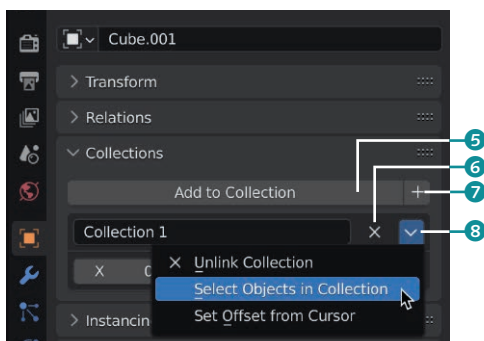 Cube.001
Transform
Relations
Collections
5
6
Add to Collection
7
Collection 1
8
X
Unlink Collection
Select Objects in Collection
Set Offset from Cursor